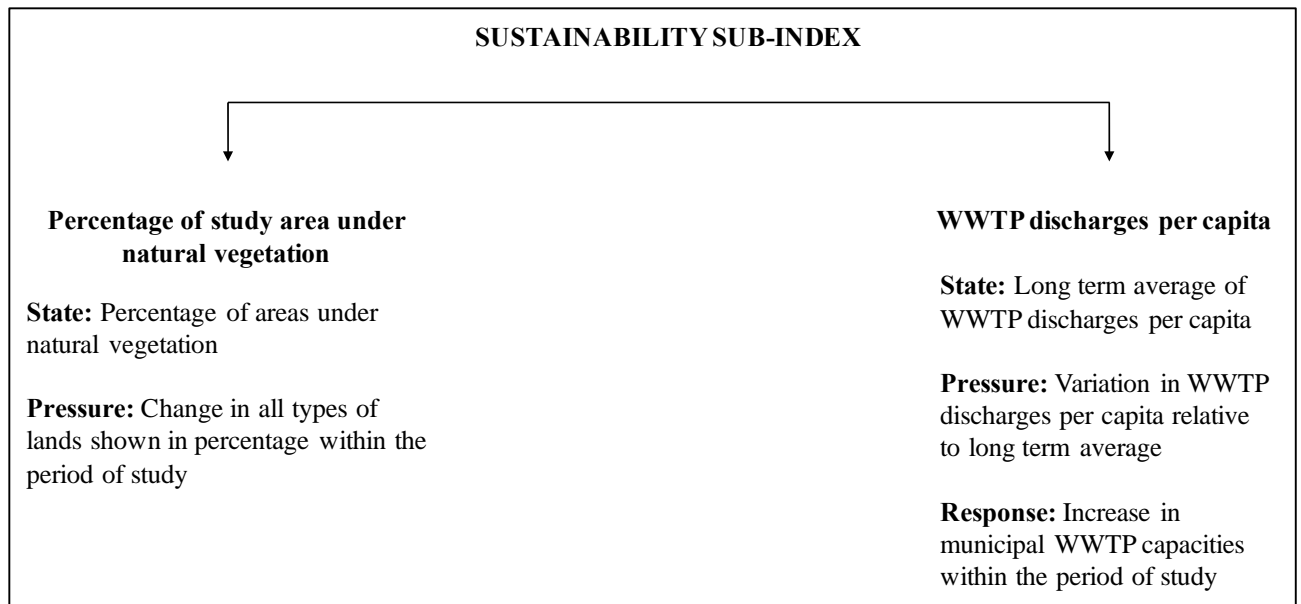 SUSTAINABILITY SUB-INDEX
Percentage of study area under
natural vegetation
State: Percentage of areas under
natural vegetation
Pressure: Change in all types of
lands shown in percentage within the
period of study
WWTP discharges per capita
State: Long term average of
WWTP discharges per capita
Pressure: Variation in WWTP
discharges per capita relative
to long term average
Response: Increase in
municipal WWTP capacities
within the period of study